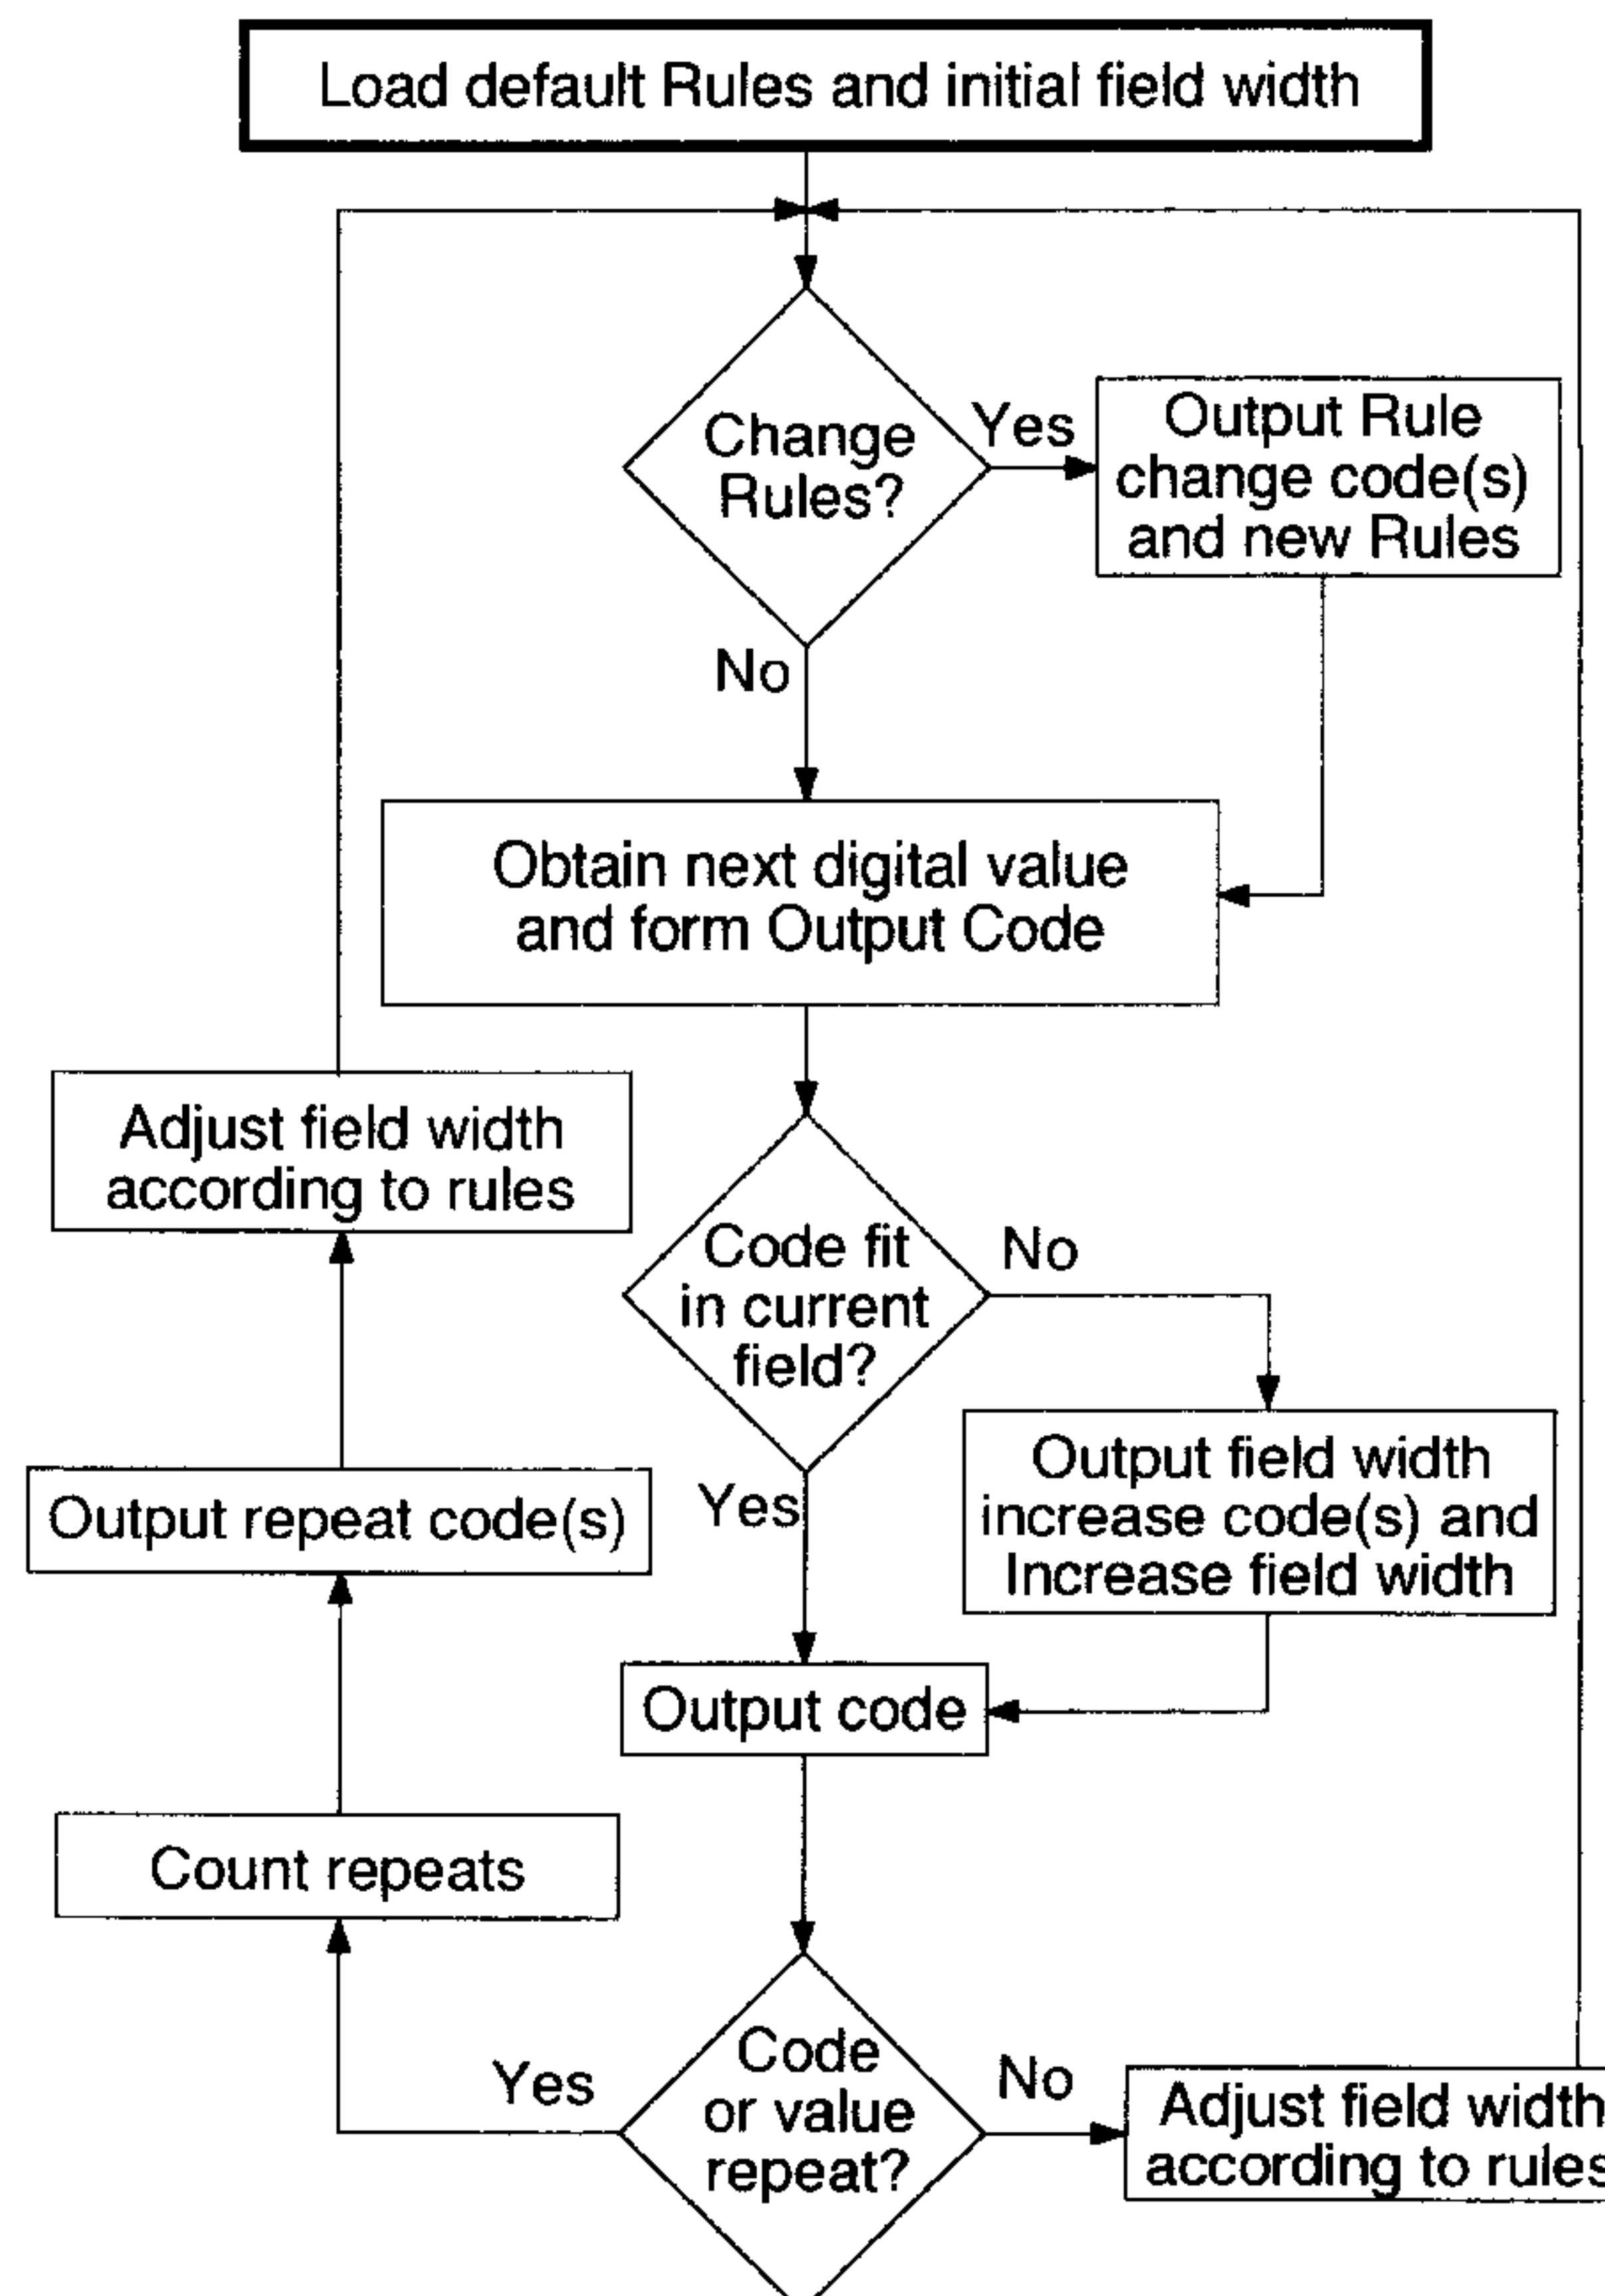 Load default Rules and initial field width
Change
Rules?
Yes
Output Rule
change code(s)
and new Rules
No
Obtain next digital value
and form Output Code
Adjust field width
according to rules
Code fit
in current
field?
No
Output field width
increase code(s) and
Increase field width
Yes
Output repeat code(s)
Output code
Count repeats
Code
or value
repeat?
Yes
No
Adjust field width
according to rules